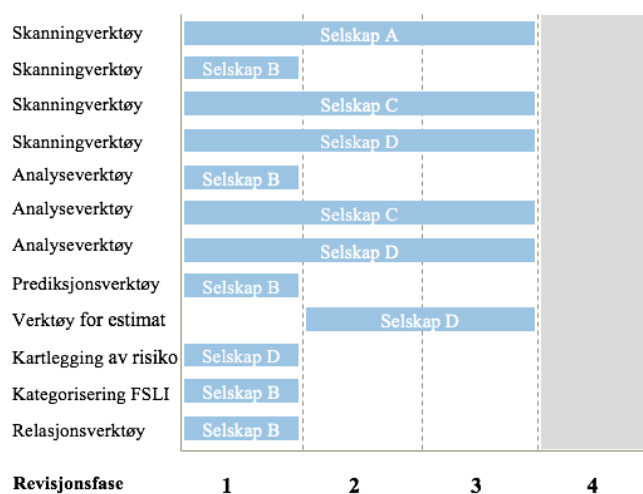 Skanningverktøy Selskap A
Skanningverktøy Selskap B
Skanningverktøy Selskap C
Skanningverktøy Selskap D
Analyseverktøy Selskap B
Analyseverktøy Selskap C
Analyseverktøy Selskap D
Prediksjonsverktøy Selskap B
Verktøy for estimat Selskap D
Kartlegging av risiko Selskap D
Kategorisering FSLI Selskap B
Relasjonsverktøy Selskap B
Revisjonsfase 1 2 3 4